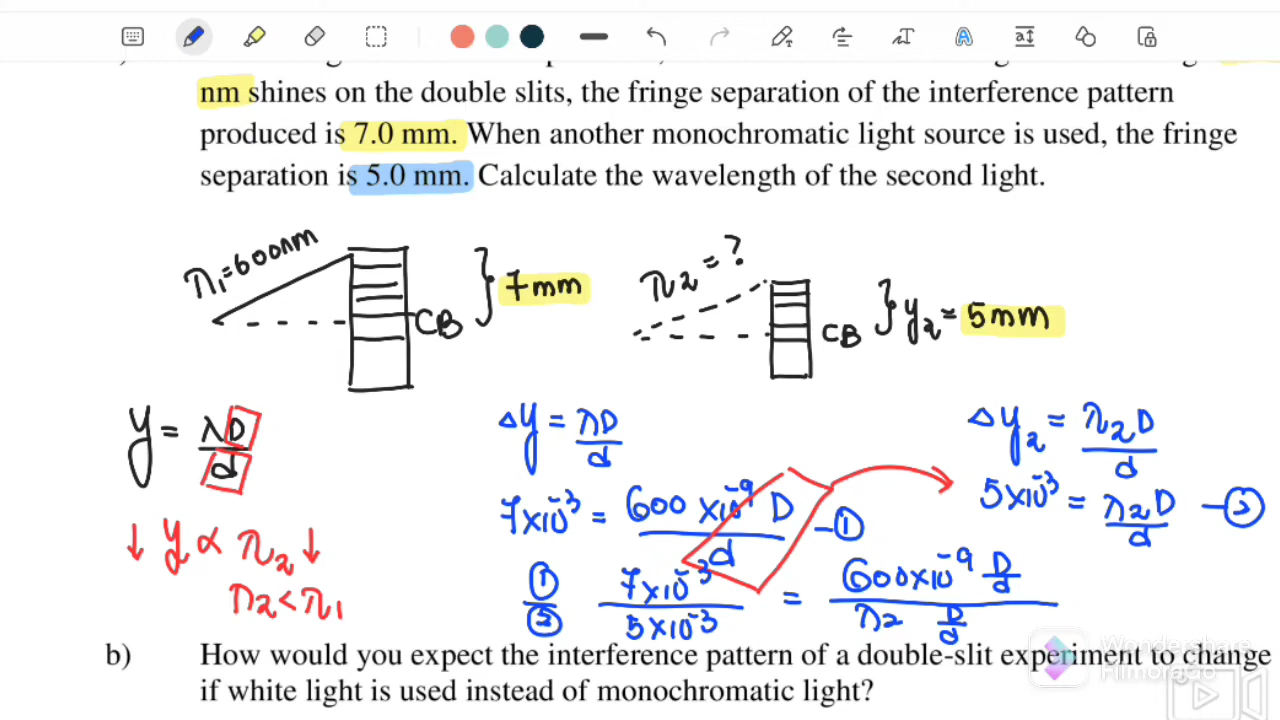 nm shines on the double slits, the fringe separation of the interference pattern
produced is 7.0 mm. When another monochromatic light source is used, the fringe
separation is 5.0 mm. Calculate the wavelength of the second light.
λ1=600nm
CB
7mm
λ2 = ?
CB
y2 = 5mm
y = λD/d
↓ y ∝ λ2 ↓
λ2 < λ1
Δy = λD/d
7×10^-3 = 600×10^-9 D/d - ①
Δy2 = λ2D/d
5×10^-3 = λ2D/d - ②
①/② 7×10^-3/5×10^-3 = 600×10^-9 D/d / λ2 D/d
b) How would you expect the interference pattern of a double-slit experiment to change
if white light is used instead of monochromatic light?
Wondershare
Filmora